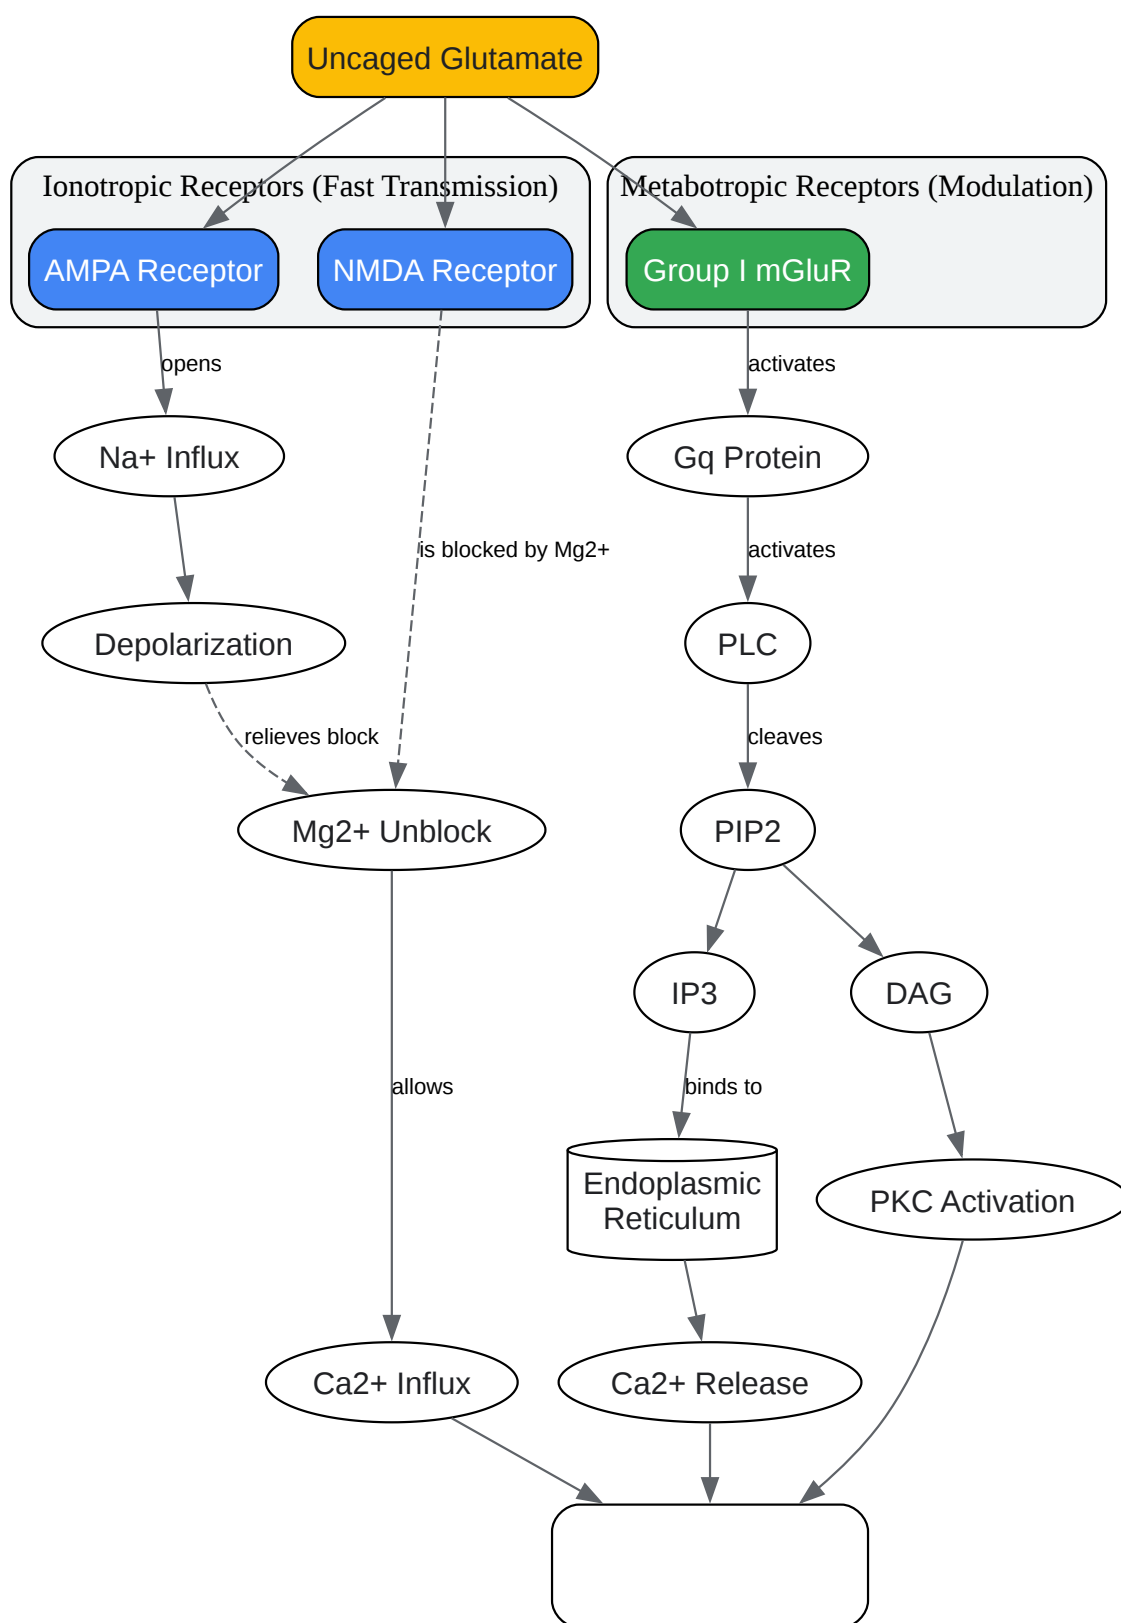 Uncaged Glutamate
Ionotropic Receptors (Fast Transmission)
Metabotropic Receptors (Modulation)
AMPA Receptor
NMDA Receptor
Group I mGluR
opens
activates
Na+ Influx
Gq Protein
is blocked by Mg2+
activates
Depolarization
PLC
relieves block
cleaves
Mg2+ Unblock
PIP2
IP3
DAG
allows
binds to
Endoplasmic
Reticulum
PKC Activation
Ca2+ Influx
Ca2+ Release